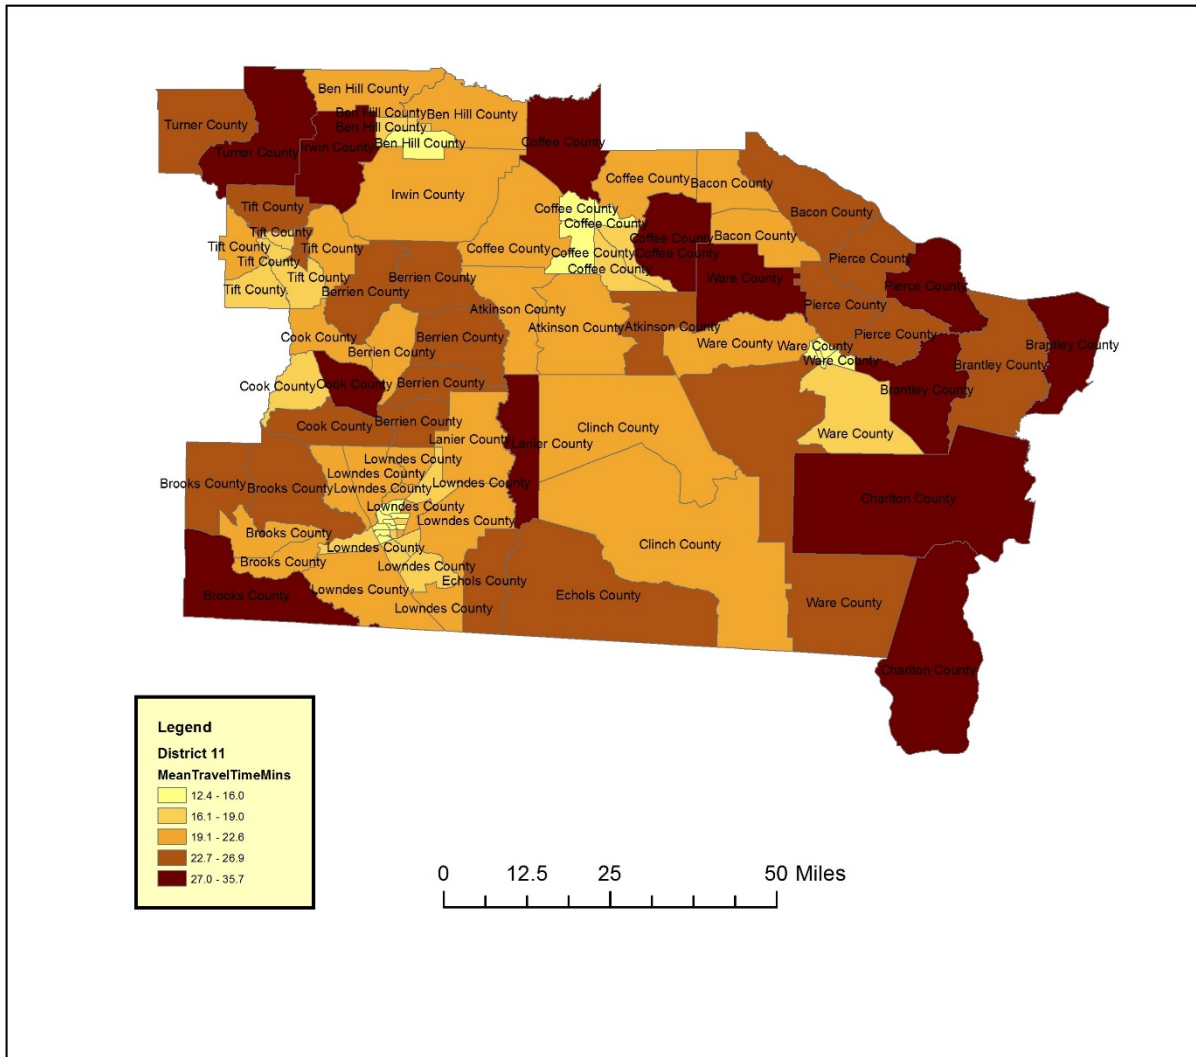 Ben Hill County
Ben Hill County
Ben Hill County
Turner County
Ben Hill County
Ben Hill County
Coffee County
Turner County
Irwin County
Coffee County
Bacon County
Irwin County
Tift County
Coffee County
Bacon County
Coffee County
Tift County
Bacon County
Coffee County
Tift County
Tift County
Coffee County
Coffee County
Coffee County
Pierce County
Tift County
Coffee County
Tift County
Berrien County
Ware County
Pierce County
Tift County
Berrien County
Pierce County
Atkinson County
Atkinson County
Atkinson County
Pierce County
Cook County
Berrien County
Ware County
Ware County
Brantley County
Berrien County
Ware County
Brantley County
Cook County
Cook County
Berrien County
Brantley County
Cook County
Berrien County
Clinch County
Ware County
Lanier County
Lanier County
Lowndes County
Lowndes County
Brooks County
Brooks County
Lowndes County
Lowndes County
Charlton County
Lowndes County
Lowndes County
Brooks County
Lowndes County
Clinch County
Brooks County
Lowndes County
Echols County
Brooks County
Lowndes County
Echols County
Ware County
Lowndes County
Charlton County
Legend
District 11
MeanTravelTimeMins
12.4 - 16.0
16.1 - 19.0
19.1 - 22.6
22.7 - 26.9
27.0 - 35.7
0 12.5 25 50 Miles